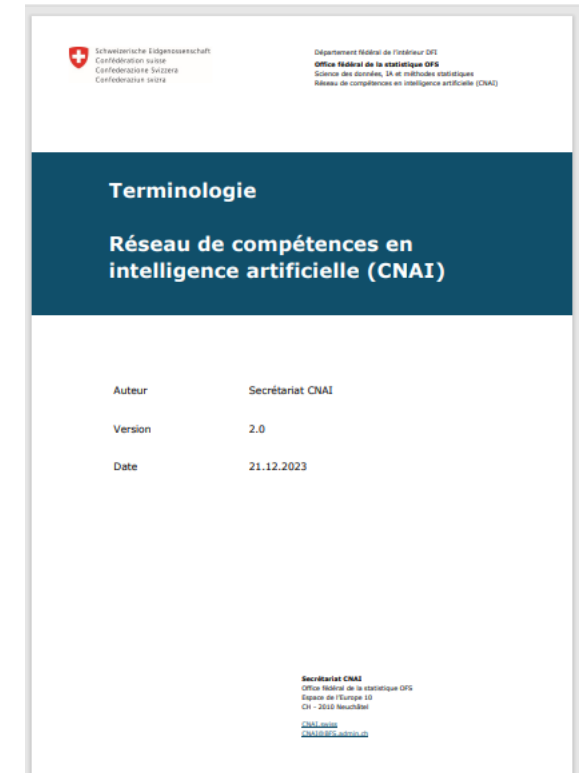 Schweizerische Eidgenossenschaft
Confédération suisse
Confederazione Svizzera
Confederaziun svizra
Département fédéral de l'intérieur DFI
Office fédéral de la statistique OFS
Science des données, IA et méthodes statistiques
Réseau de compétences en intelligence artificielle (CNAI)
Terminologie
Réseau de compétences en
intelligence artificielle (CNAI)
Auteur Secrétariat CNAI
Version 2.0
Date 21.12.2023
Secrétariat CNAI
Office fédéral de la statistique OFS
Espace de l'Europe 10
CH - 2010 Neuchâtel
CNAI.swiss
CNAI@BFS.admin.ch